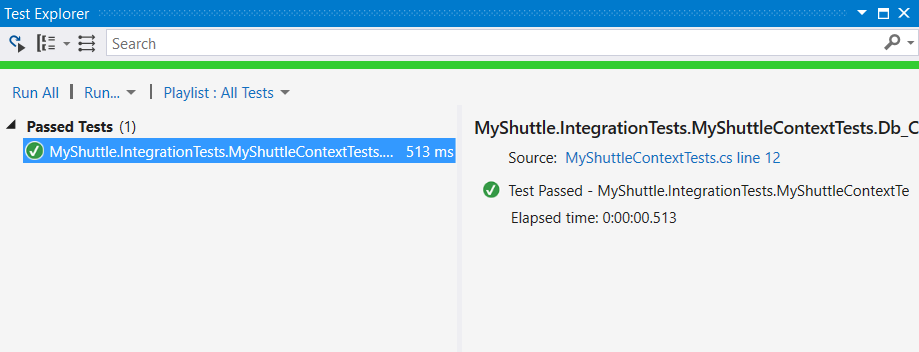 Test Explorer
Search
Run All | Run... | Playlist : All Tests
Passed Tests (1)
MyShuttle.IntegrationTests.MyShuttleContextTests.... 513 ms
MyShuttle.IntegrationTests.MyShuttleContextTests.Db_C
Source: MyShuttleContextTests.cs line 12
Test Passed - MyShuttle.IntegrationTests.MyShuttleContextTe
Elapsed time: 0:00:00.513